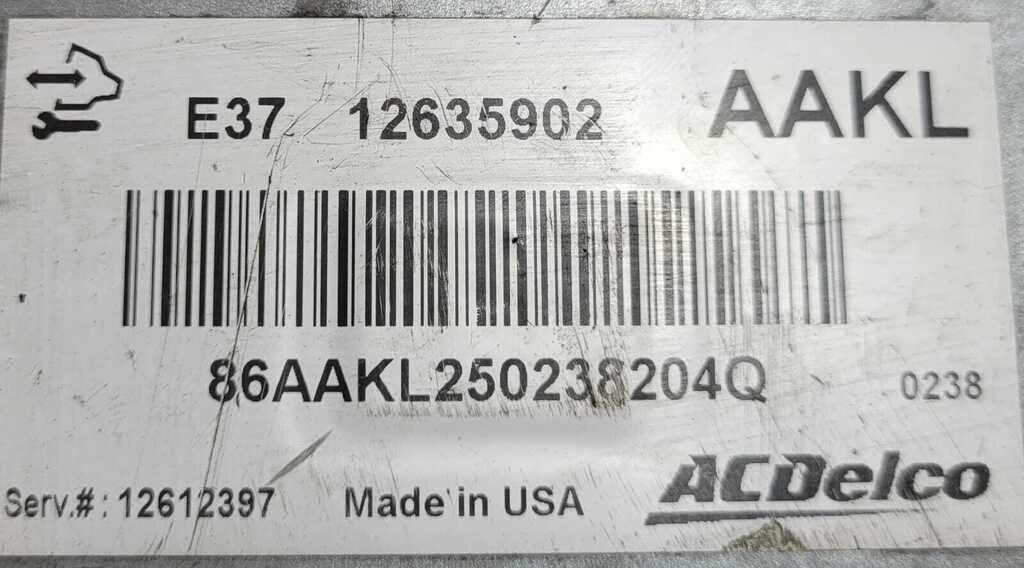 E37 12635902 AAKL
86AAKL250238204Q 0238
Serv.#: 12612397 Made in USA ACDelco